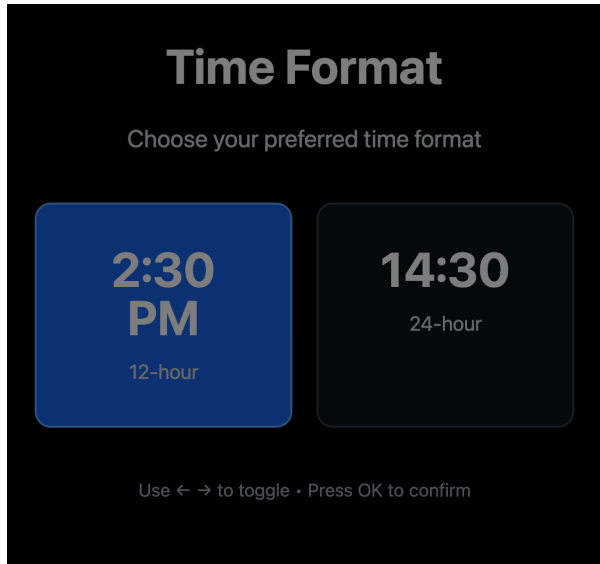 Time Format
Choose your preferred time format
2:30
PM
12-hour
14:30
24-hour
Use ← → to toggle • Press OK to confirm